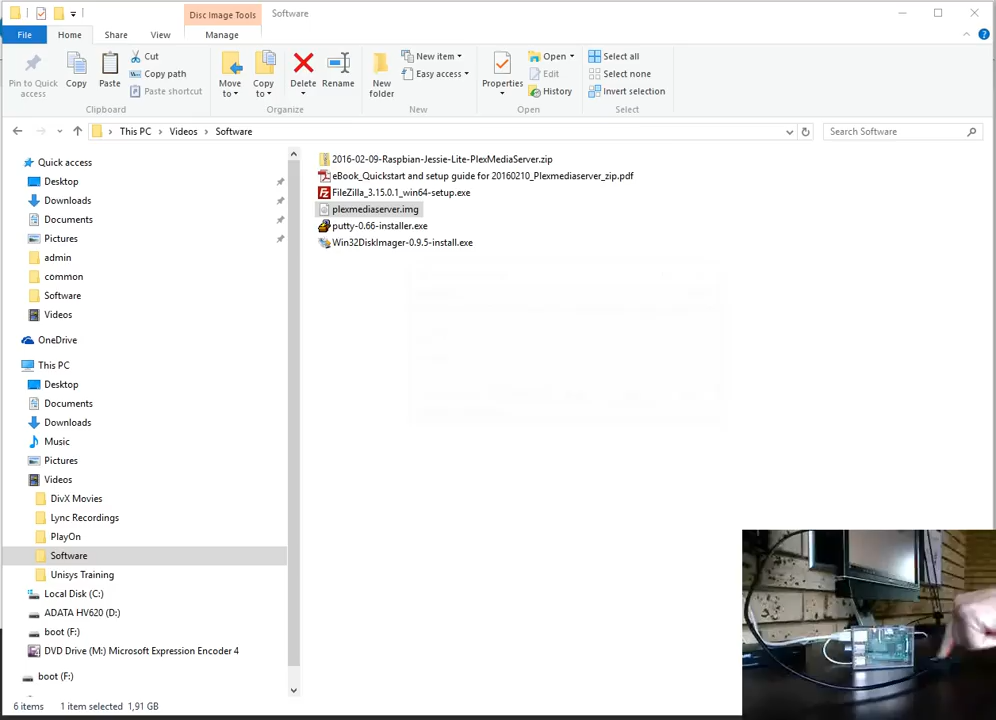 Disc Image Tools Software
File Home Share View Manage
Pin to Quick access
Copy
Paste
Cut
Copy path
Paste shortcut
Clipboard
Move to
Copy to
Delete
Rename
Organize
New folder
New item
Easy access
New
Properties
Open
Edit
History
Open
Select all
Select none
Invert selection
Select
This PC Videos Software
Search Software
Quick access
Desktop
Downloads
Documents
Pictures
admin
common
Software
Videos
OneDrive
This PC
Desktop
Documents
Downloads
Music
Pictures
Videos
DivX Movies
Lync Recordings
PlayOn
Software
Unisys Training
Local Disk (C:)
ADATA HV620 (D:)
boot (F:)
DVD Drive (M:) Microsoft Expression Encoder 4
boot (F:)
2016-02-09-Raspbian-Jessie-Lite-PlexMediaServer.zip
eBook_Quickstart and setup guide for 20160210_Plexmediaserver_zip.pdf
FileZilla_3.15.0.1_win64-setup.exe
plexmediaserver.img
putty-0.66-installer.exe
Win32DiskImager-0.9.5-install.exe
6 items 1 item selected 1,91 GB